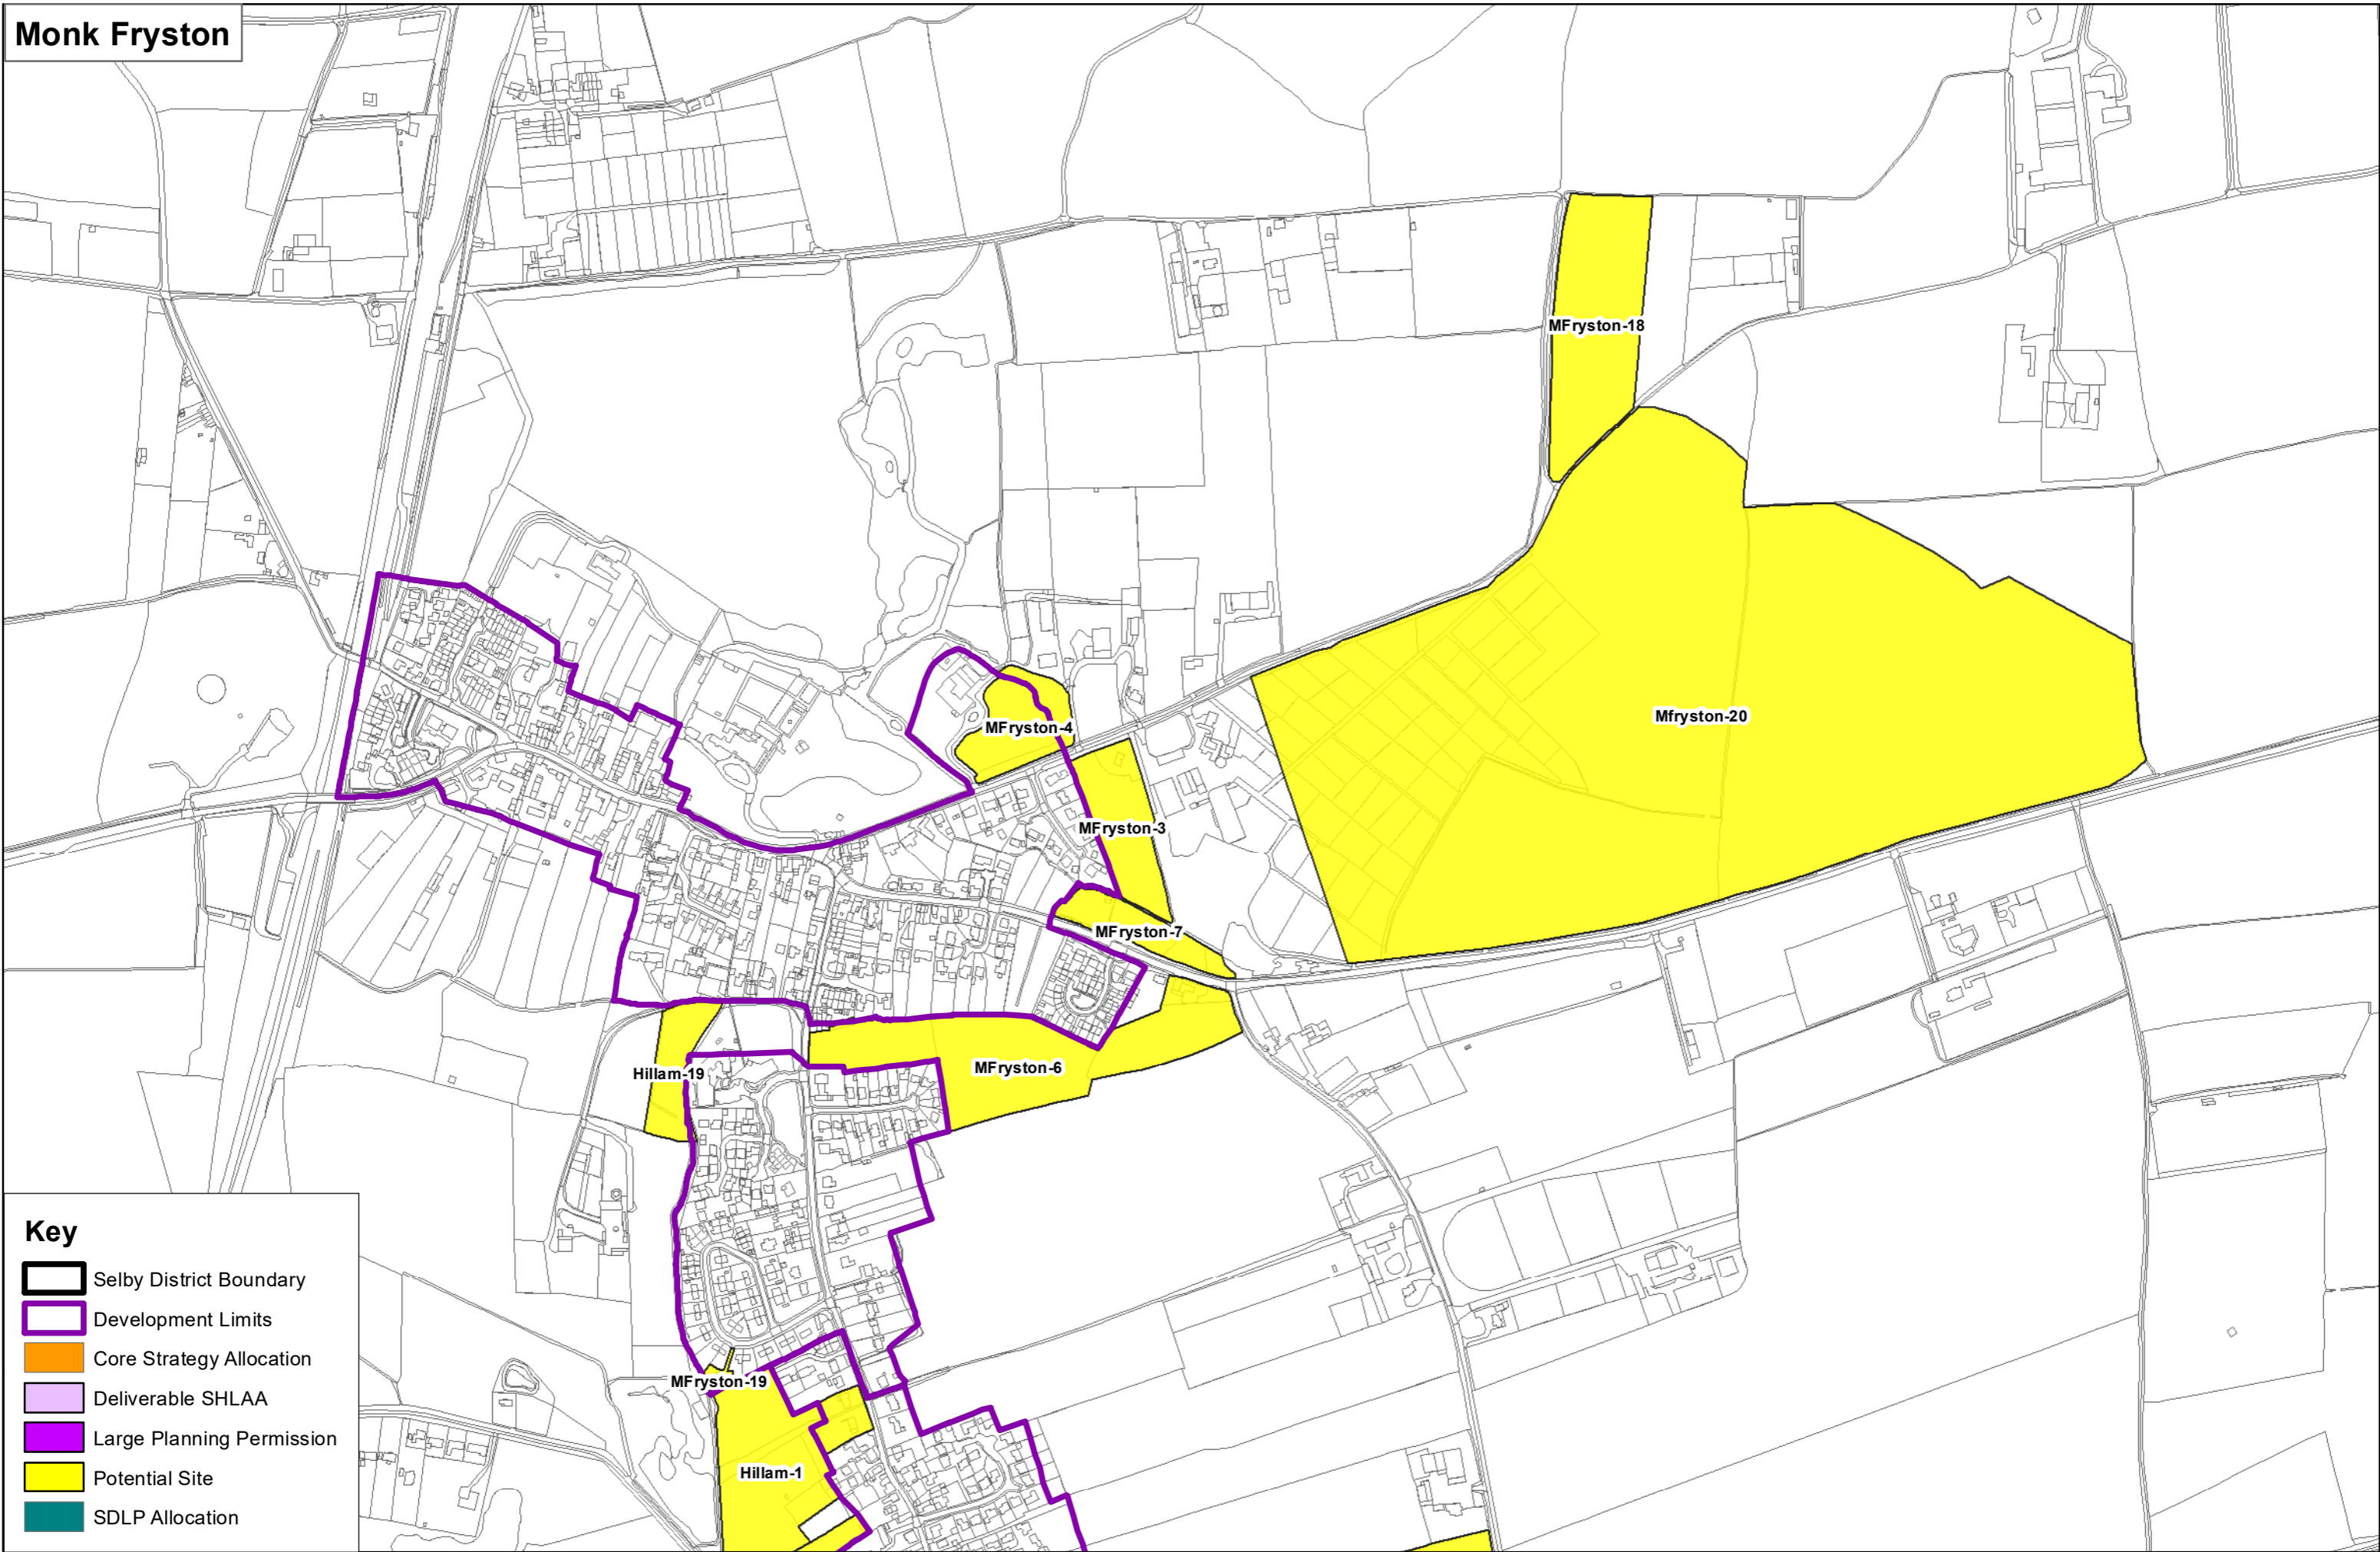 Monk Fryston
MFryston-18
Mfryston-20
MFryston-4
MFryston-3
MFryston-7
MFryston-6
Hillam-19
MFryston-19
Hillam-1
Key
Selby District Boundary
Development Limits
Core Strategy Allocation
Deliverable SHLAA
Large Planning Permission
Potential Site
SDLP Allocation